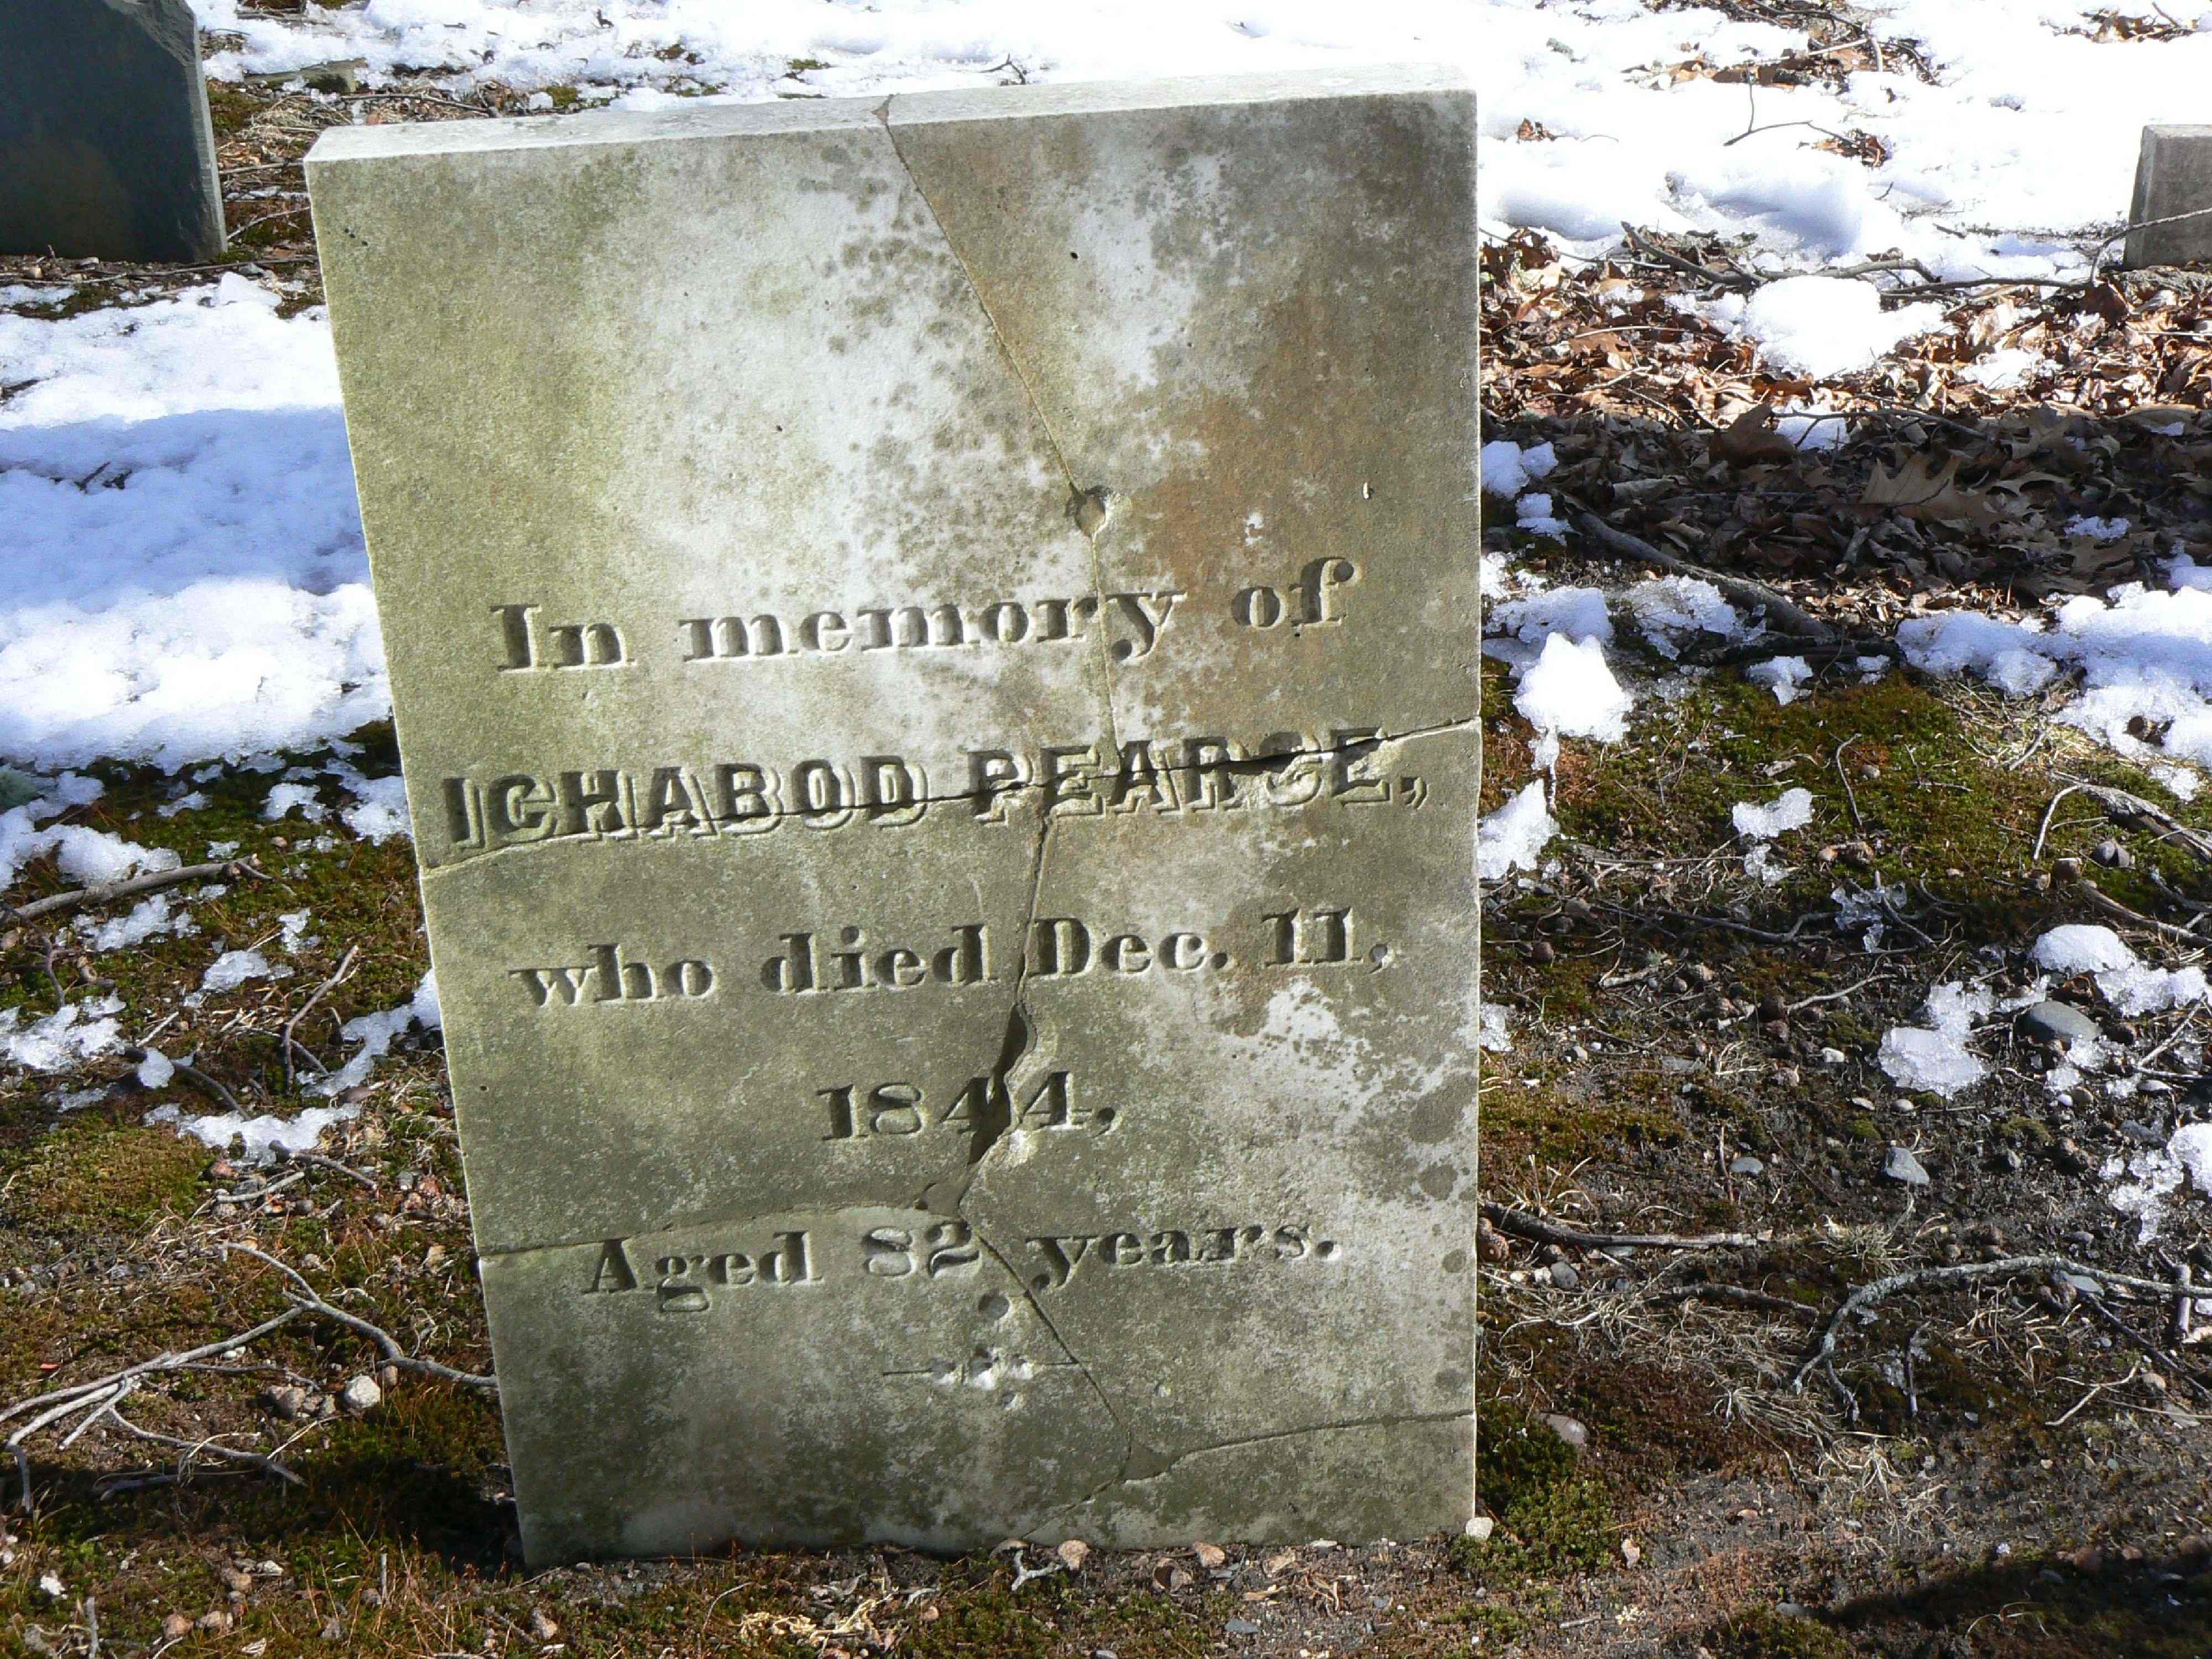 In memory of
ICHABOD PEARCE,
who died Dec. 11,
1844,
Aged 82 years.